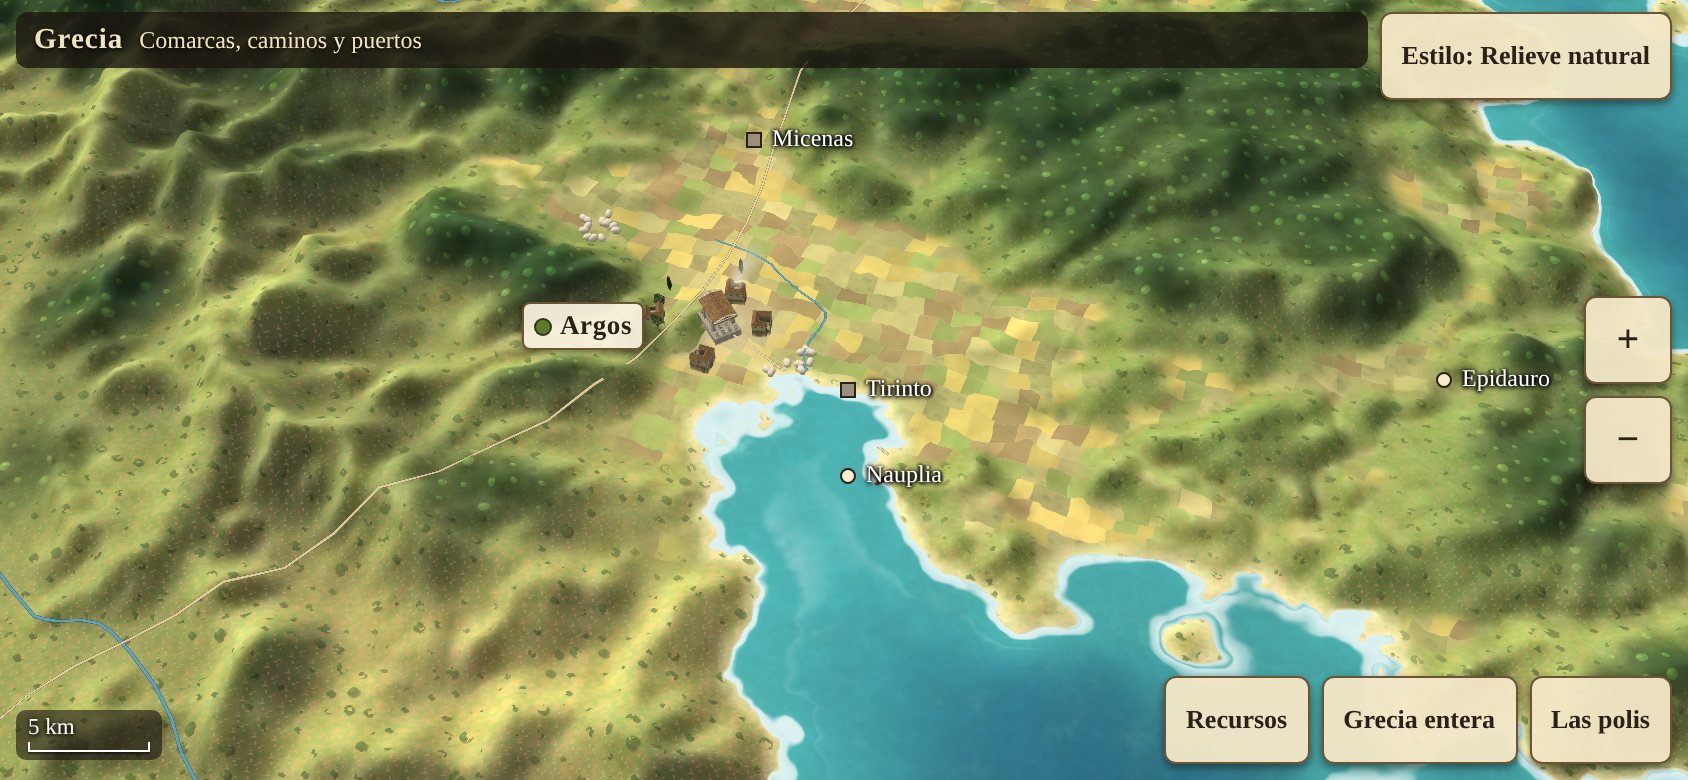 Grecia Comarcas, caminos y puertos
Estilo: Relieve natural
Micenas
Argos
+
Epidauro
Tirinto
−
Nauplia
5 km
Recursos
Grecia entera
Las polis